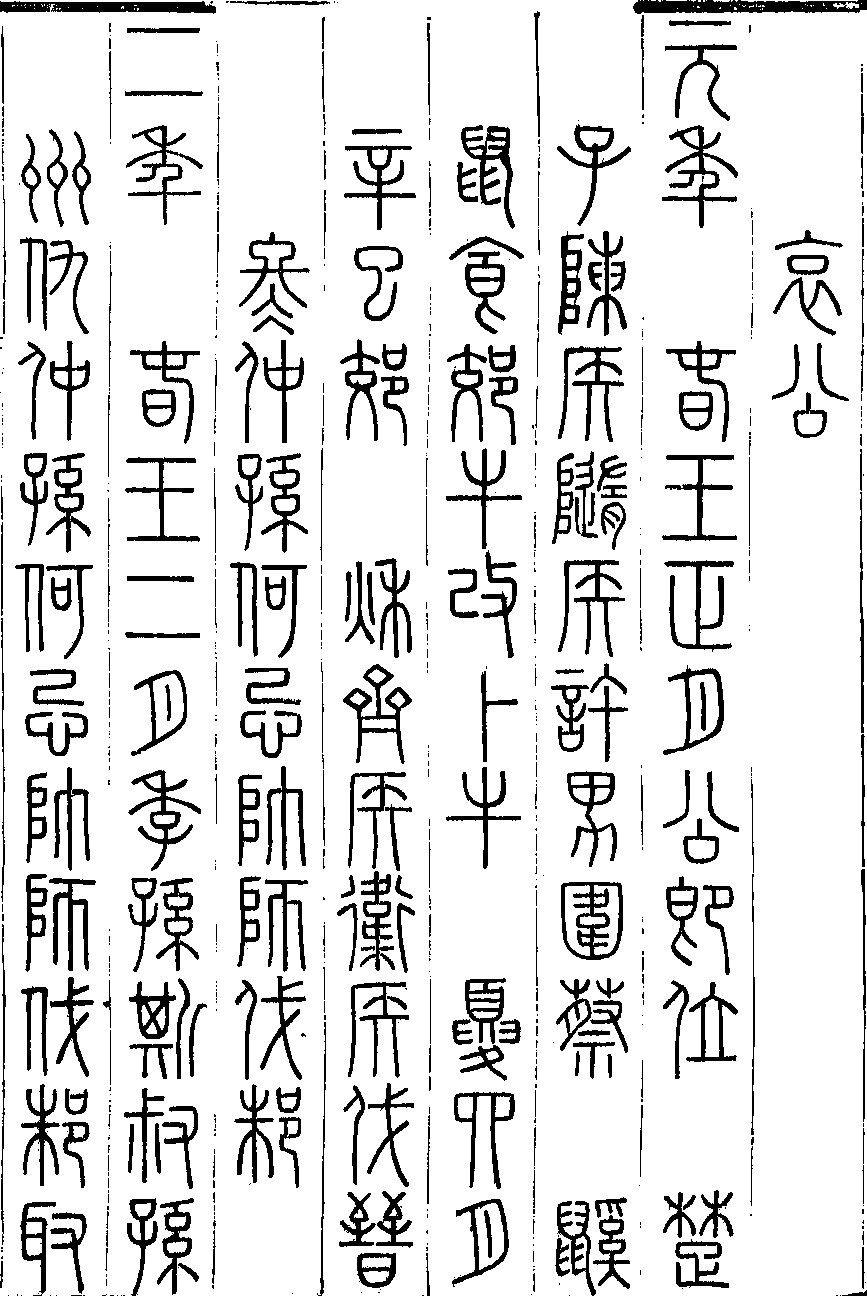 哀公
元年 春王正月公即位 楚
子陳侯隨侯許男圍蔡 鼷
鼠食郊牛改卜牛 夏四月
辛巳郊 秋齊侯衛侯伐晉
冬仲孫何忌帥師伐邾
二年 春王二月季孫斯叔孫
州仇仲孫何忌帥師伐邾取